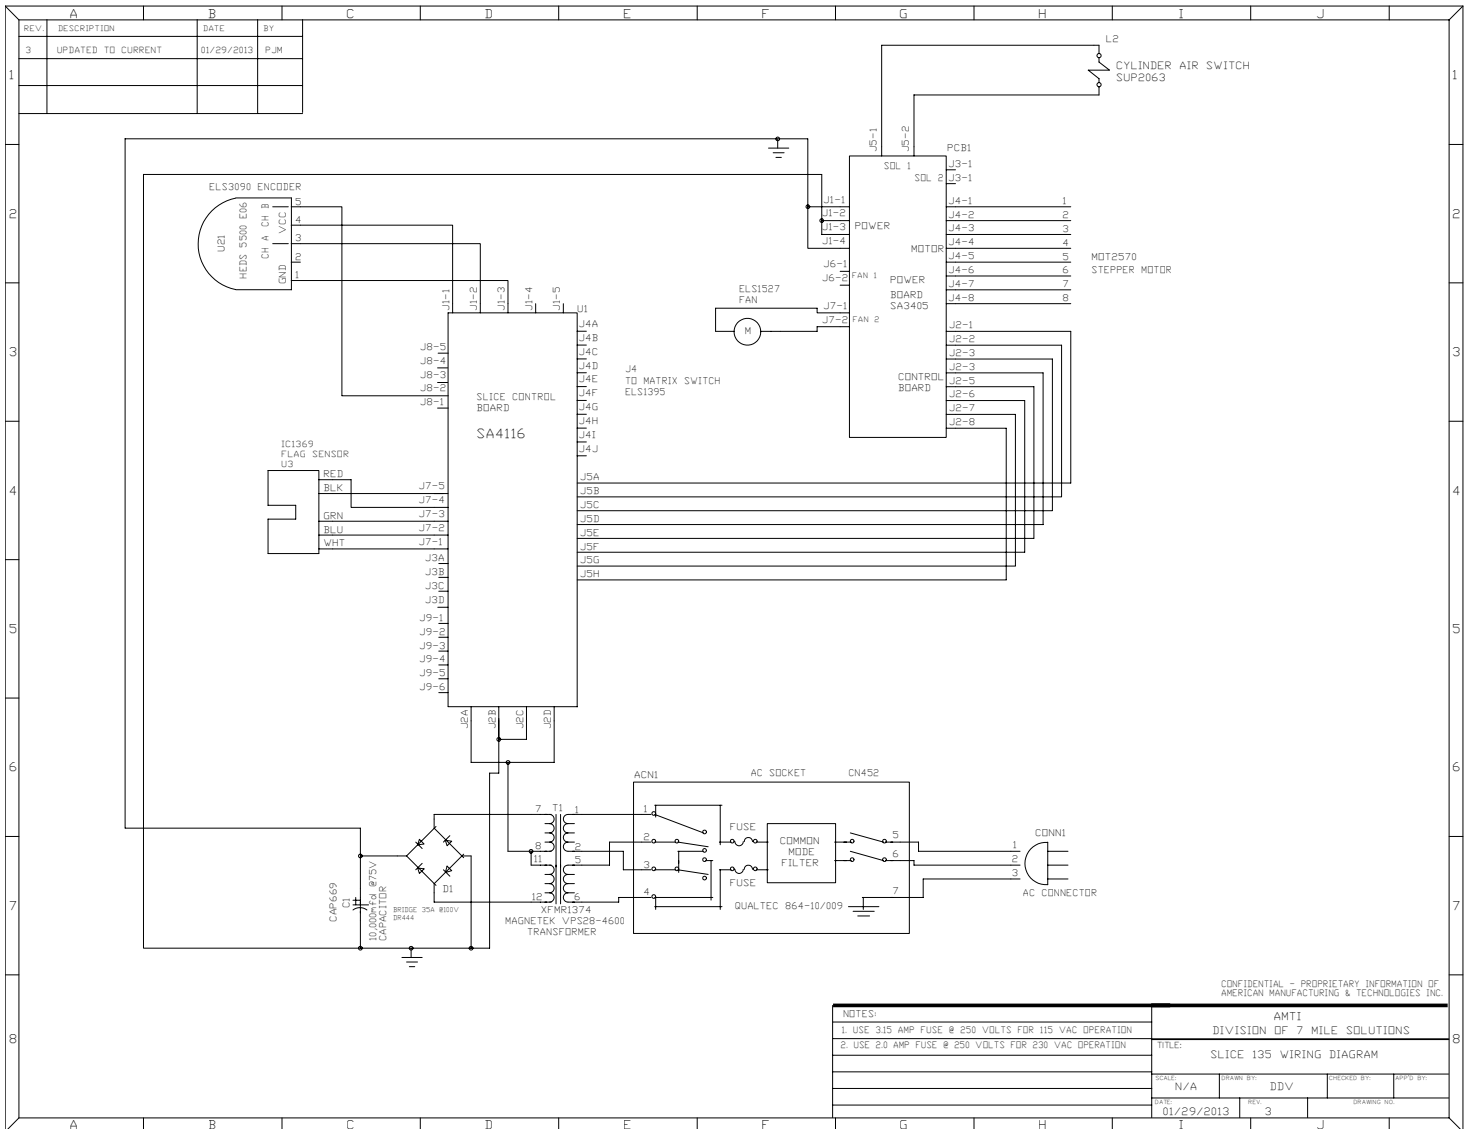 A B C D E F G H I J
REV. DESCRIPTION DATE BY
3 UPDATED TO CURRENT 01/29/2013 PJM
1 1
2 2
3 3
4 4
5 5
6 6
7 7
8 8
L2
CYLINDER AIR SWITCH
SUP2063
J5-1
J5-2
PCB1
SOL 1
SOL 2
J3-1
J3-1
J1-1
J1-2
J1-3
J1-4
POWER
MOTOR
J4-1 1
J4-2 2
J4-3 3
J4-4 4
J4-5 5
J4-6 6
J4-7 7
J4-8 8
MOT2570
STEPPER MOTOR
J6-1
J6-2
FAN 1
POWER
BOARD
SA3405
J7-1
J7-2
FAN 2
ELS1527
FAN
M
J2-1
J2-2
J2-3
J2-3
J2-5
J2-6
J2-7
J2-8
CONTROL
BOARD
ELS3090 ENCODER
U21
HEDS 5500 E06
CH B
VCC
CH A
GND
5
4
3
2
1
J1-1
J1-2
J1-3
J1-4
J1-5
U1
J4A
J4B
J4C
J4D
J4E
J4F
J4G
J4H
J4I
J4J
J4
TO MATRIX SWITCH
ELS1395
J8-5
J8-4
J8-3
J8-2
J8-1
SLICE CONTROL
BOARD
SA4116
IC1369
FLAG SENSOR
U3
RED
BLK
GRN
BLU
WHT
J7-5
J7-4
J7-3
J7-2
J7-1
J3A
J3B
J3C
J3D
J9-1
J9-2
J9-3
J9-4
J9-5
J9-6
J5A
J5B
J5C
J5D
J5E
J5F
J5G
J5H
J2A
J2B
J2C
J2D
ACN1 AC SOCKET CN452
7 T1 1
8 2
11 5
12 6
1
2
3
4
FUSE
FUSE
COMMON
MODE
FILTER
5
6
7
QUALTEC 864-10/009
CONN1
1
2
3
AC CONNECTOR
XFMR1374
MAGNETEK VPS28-4600
TRANSFORMER
D1
BRIDGE 35A @100V
DR444
CAP669
C1
+
10,000mfd @75V
CAPACITOR
CONFIDENTIAL - PROPRIETARY INFORMATION OF
AMERICAN MANUFACTURING & TECHNOLOGIES INC.
NOTES:
1. USE 3.15 AMP FUSE @ 250 VOLTS FOR 115 VAC OPERATION
2. USE 2.0 AMP FUSE @ 250 VOLTS FOR 230 VAC OPERATION
AMTI
DIVISION OF 7 MILE SOLUTIONS
TITLE:
SLICE 135 WIRING DIAGRAM
SCALE: N/A
DRAWN BY: DDV
CHECKED BY:
APP'D BY:
DATE: 01/29/2013
REV. 3
DRAWING NO.
A B C D E F G H I J